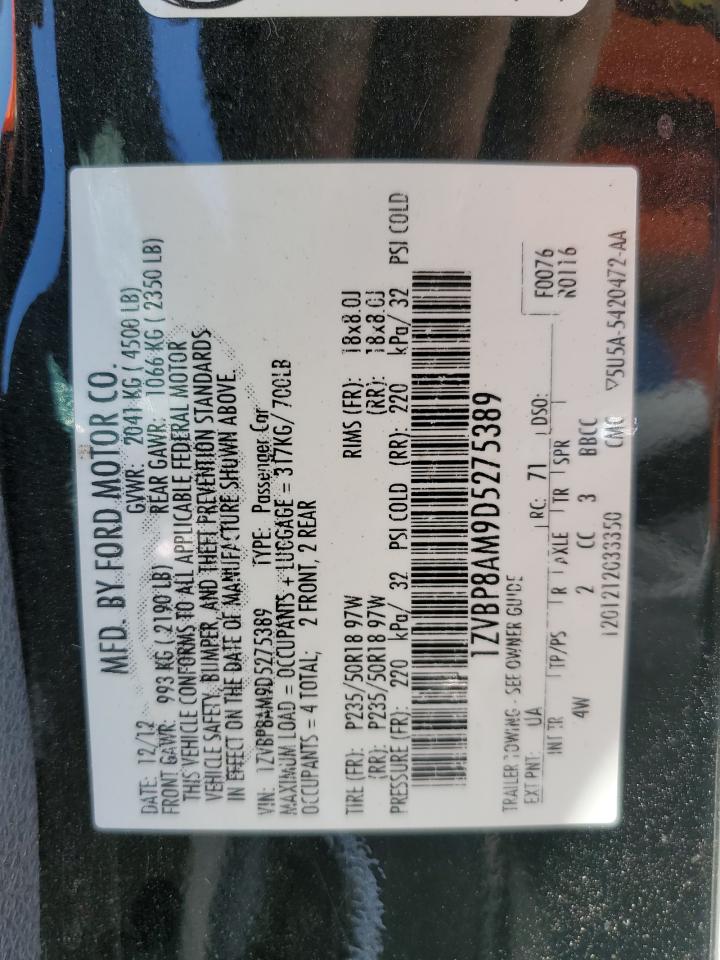 MFD. BY FORD MOTOR CO.
DATE: 12/12 GVWR: 2041 KG ( 4500 LB)
FRONT GAWR: 993 KG ( 2190 LB) REAR GAWR: 1066 KG ( 2350 LB)
THIS VEHICLE CONFORMS TO ALL APPLICABLE FEDERAL MOTOR
VEHICLE SAFETY, BUMPER, AND THEFT PREVENTION STANDARDS
IN EFFECT ON THE DATE OF MANUFACTURE SHOWN ABOVE.
VIN: 1ZVBP8AM9D5275389 TYPE: Passenger Car
MAXIMUM LOAD = OCCUPANTS + LUGGAGE = 317KG/ 700LB
OCCUPANTS = 4 TOTAL; 2 FRONT, 2 REAR
TIRE (FR): P235/50R18 97W RIMS (FR): 18x8.0J
(RR): P235/50R18 97W (RR): 18x8.0J
PRESSURE (FR): 220 kPa/ 32 PSI COLD (RR): 220 kPa/ 32 PSI COLD
1ZVBP8AM9D5275389
TRAILER TOWING - SEE OWNER GUIDE
EXT PNT: UA RC: 71 DSO: F0076
R0116
INT TR TP/PS R AXLE TR SPR
4W 2 CC 3 BBCC
1201212033350 CMC ▽5U5A-5420472-AA